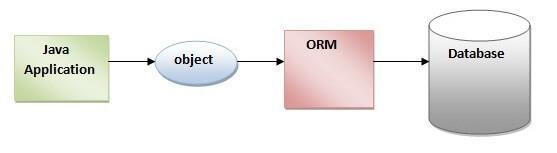 Java
Application
object
ORM
Database